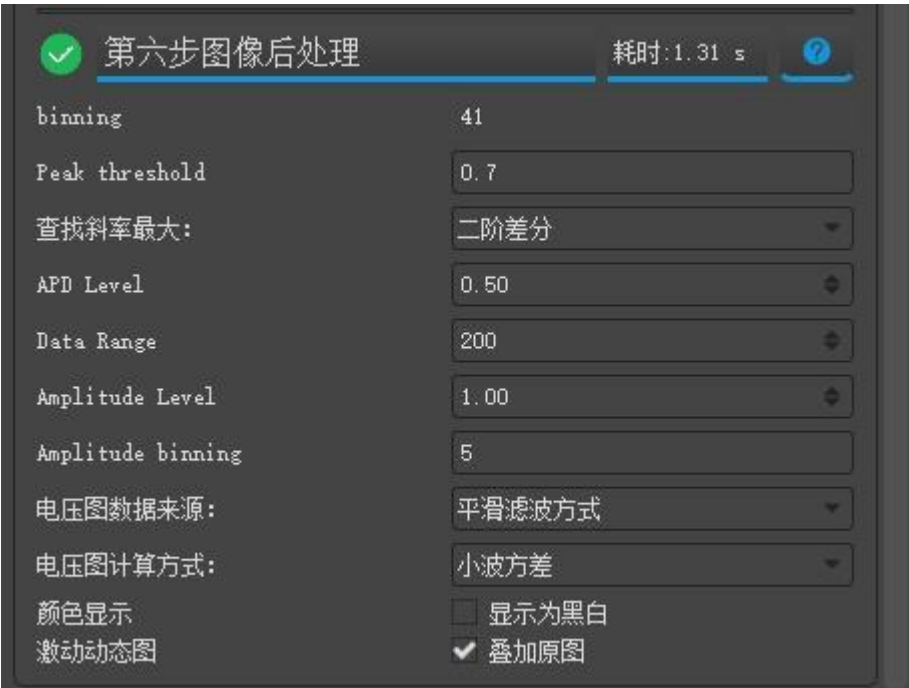 第六步图像后处理 耗时:1.31 s ?
binning 41
Peak threshold 0.7
查找斜率最大: 二阶差分
APD Level 0.50
Data Range 200
Amplitude Level 1.00
Amplitude binning 5
电压图数据来源: 平滑滤波方式
电压图计算方式: 小波方差
颜色显示 显示为黑白
激动动态图 叠加原图